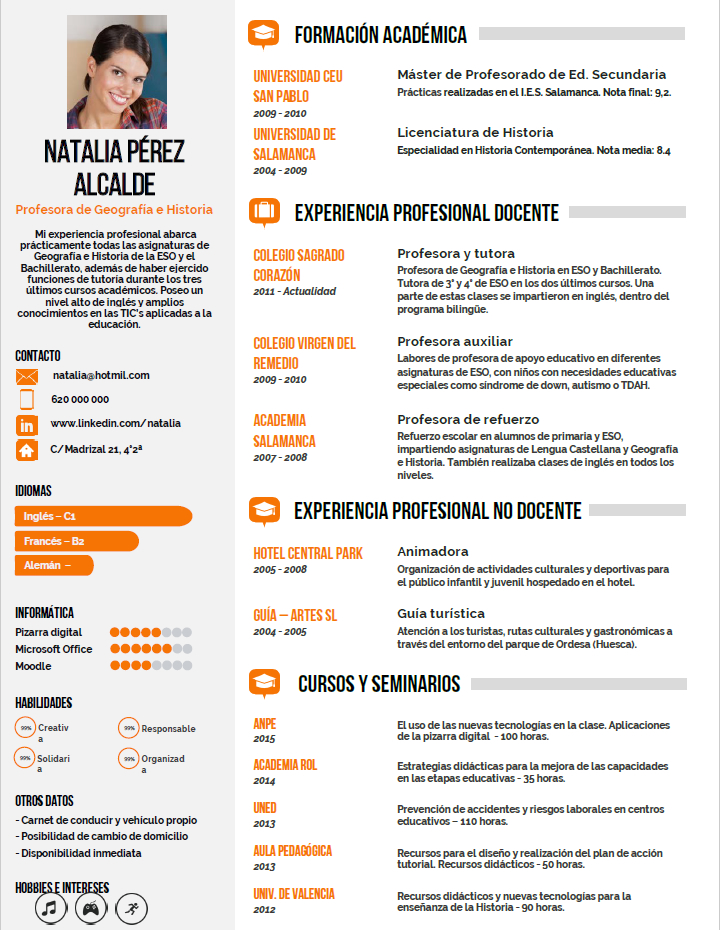 NATALIA PÉREZ
ALCALDE
Profesora de Geografía e Historia
Mi experiencia profesional abarca
prácticamente todas las asignaturas de
Geografía e Historia de la ESO y el
Bachillerato, además de haber ejercido
funciones de tutoría durante los tres
últimos cursos académicos. Poseo un
nivel alto de inglés y amplios
conocimientos en las TIC's aplicadas a la
educación.
CONTACTO
natalia@hotmil.com
620 000 000
www.linkedin.com/natalia
C/Madrizal 21, 4°2ª
IDIOMAS
Inglés – C1
Francés – B2
Alemán –
INFORMÁTICA
Pizarra digital
Microsoft Office
Moodle
HABILIDADES
99% Creativ
a
99% Responsable
99% Solidari
a
99% Organizad
a
OTROS DATOS
- Carnet de conducir y vehículo propio
- Posibilidad de cambio de domicilio
- Disponibilidad inmediata
HOBBIES E INTERESES
FORMACIÓN ACADÉMICA
UNIVERSIDAD CEU
SAN PABLO
2009 - 2010
Máster de Profesorado de Ed. Secundaria
Prácticas realizadas en el I.E.S. Salamanca. Nota final: 9,2.
UNIVERSIDAD DE
SALAMANCA
2004 - 2009
Licenciatura de Historia
Especialidad en Historia Contemporánea. Nota media: 8.4
EXPERIENCIA PROFESIONAL DOCENTE
COLEGIO SAGRADO
CORAZÓN
2011 - Actualidad
Profesora y tutora
Profesora de Geografía e Historia en ESO y Bachillerato.
Tutora de 3° y 4° de ESO en los dos últimos cursos. Una
parte de estas clases se impartieron en inglés, dentro del
programa bilingüe.
COLEGIO VIRGEN DEL
REMEDIO
2009 - 2010
Profesora auxiliar
Labores de profesora de apoyo educativo en diferentes
asignaturas de ESO, con niños con necesidades educativas
especiales como síndrome de down, autismo o TDAH.
ACADEMIA
SALAMANCA
2007 - 2008
Profesora de refuerzo
Refuerzo escolar en alumnos de primaria y ESO,
impartiendo asignaturas de Lengua Castellana y Geografía
e Historia. También realizaba clases de inglés en todos los
niveles.
EXPERIENCIA PROFESIONAL NO DOCENTE
HOTEL CENTRAL PARK
2005 - 2008
Animadora
Organización de actividades culturales y deportivas para
el público infantil y juvenil hospedado en el hotel.
GUÍA – ARTES SL
2004 - 2005
Guía turística
Atención a los turistas, rutas culturales y gastronómicas a
través del entorno del parque de Ordesa (Huesca).
CURSOS Y SEMINARIOS
ANPE
2015
El uso de las nuevas tecnologías en la clase. Aplicaciones
de la pizarra digital - 100 horas.
ACADEMIA ROL
2014
Estrategias didácticas para la mejora de las capacidades
en las etapas educativas - 35 horas.
UNED
2013
Prevención de accidentes y riesgos laborales en centros
educativos – 110 horas.
AULA PEDAGÓGICA
2013
Recursos para el diseño y realización del plan de acción
tutorial. Recursos didácticos - 50 horas.
UNIV. DE VALENCIA
2012
Recursos didácticos y nuevas tecnologías para la
enseñanza de la Historia - 90 horas.